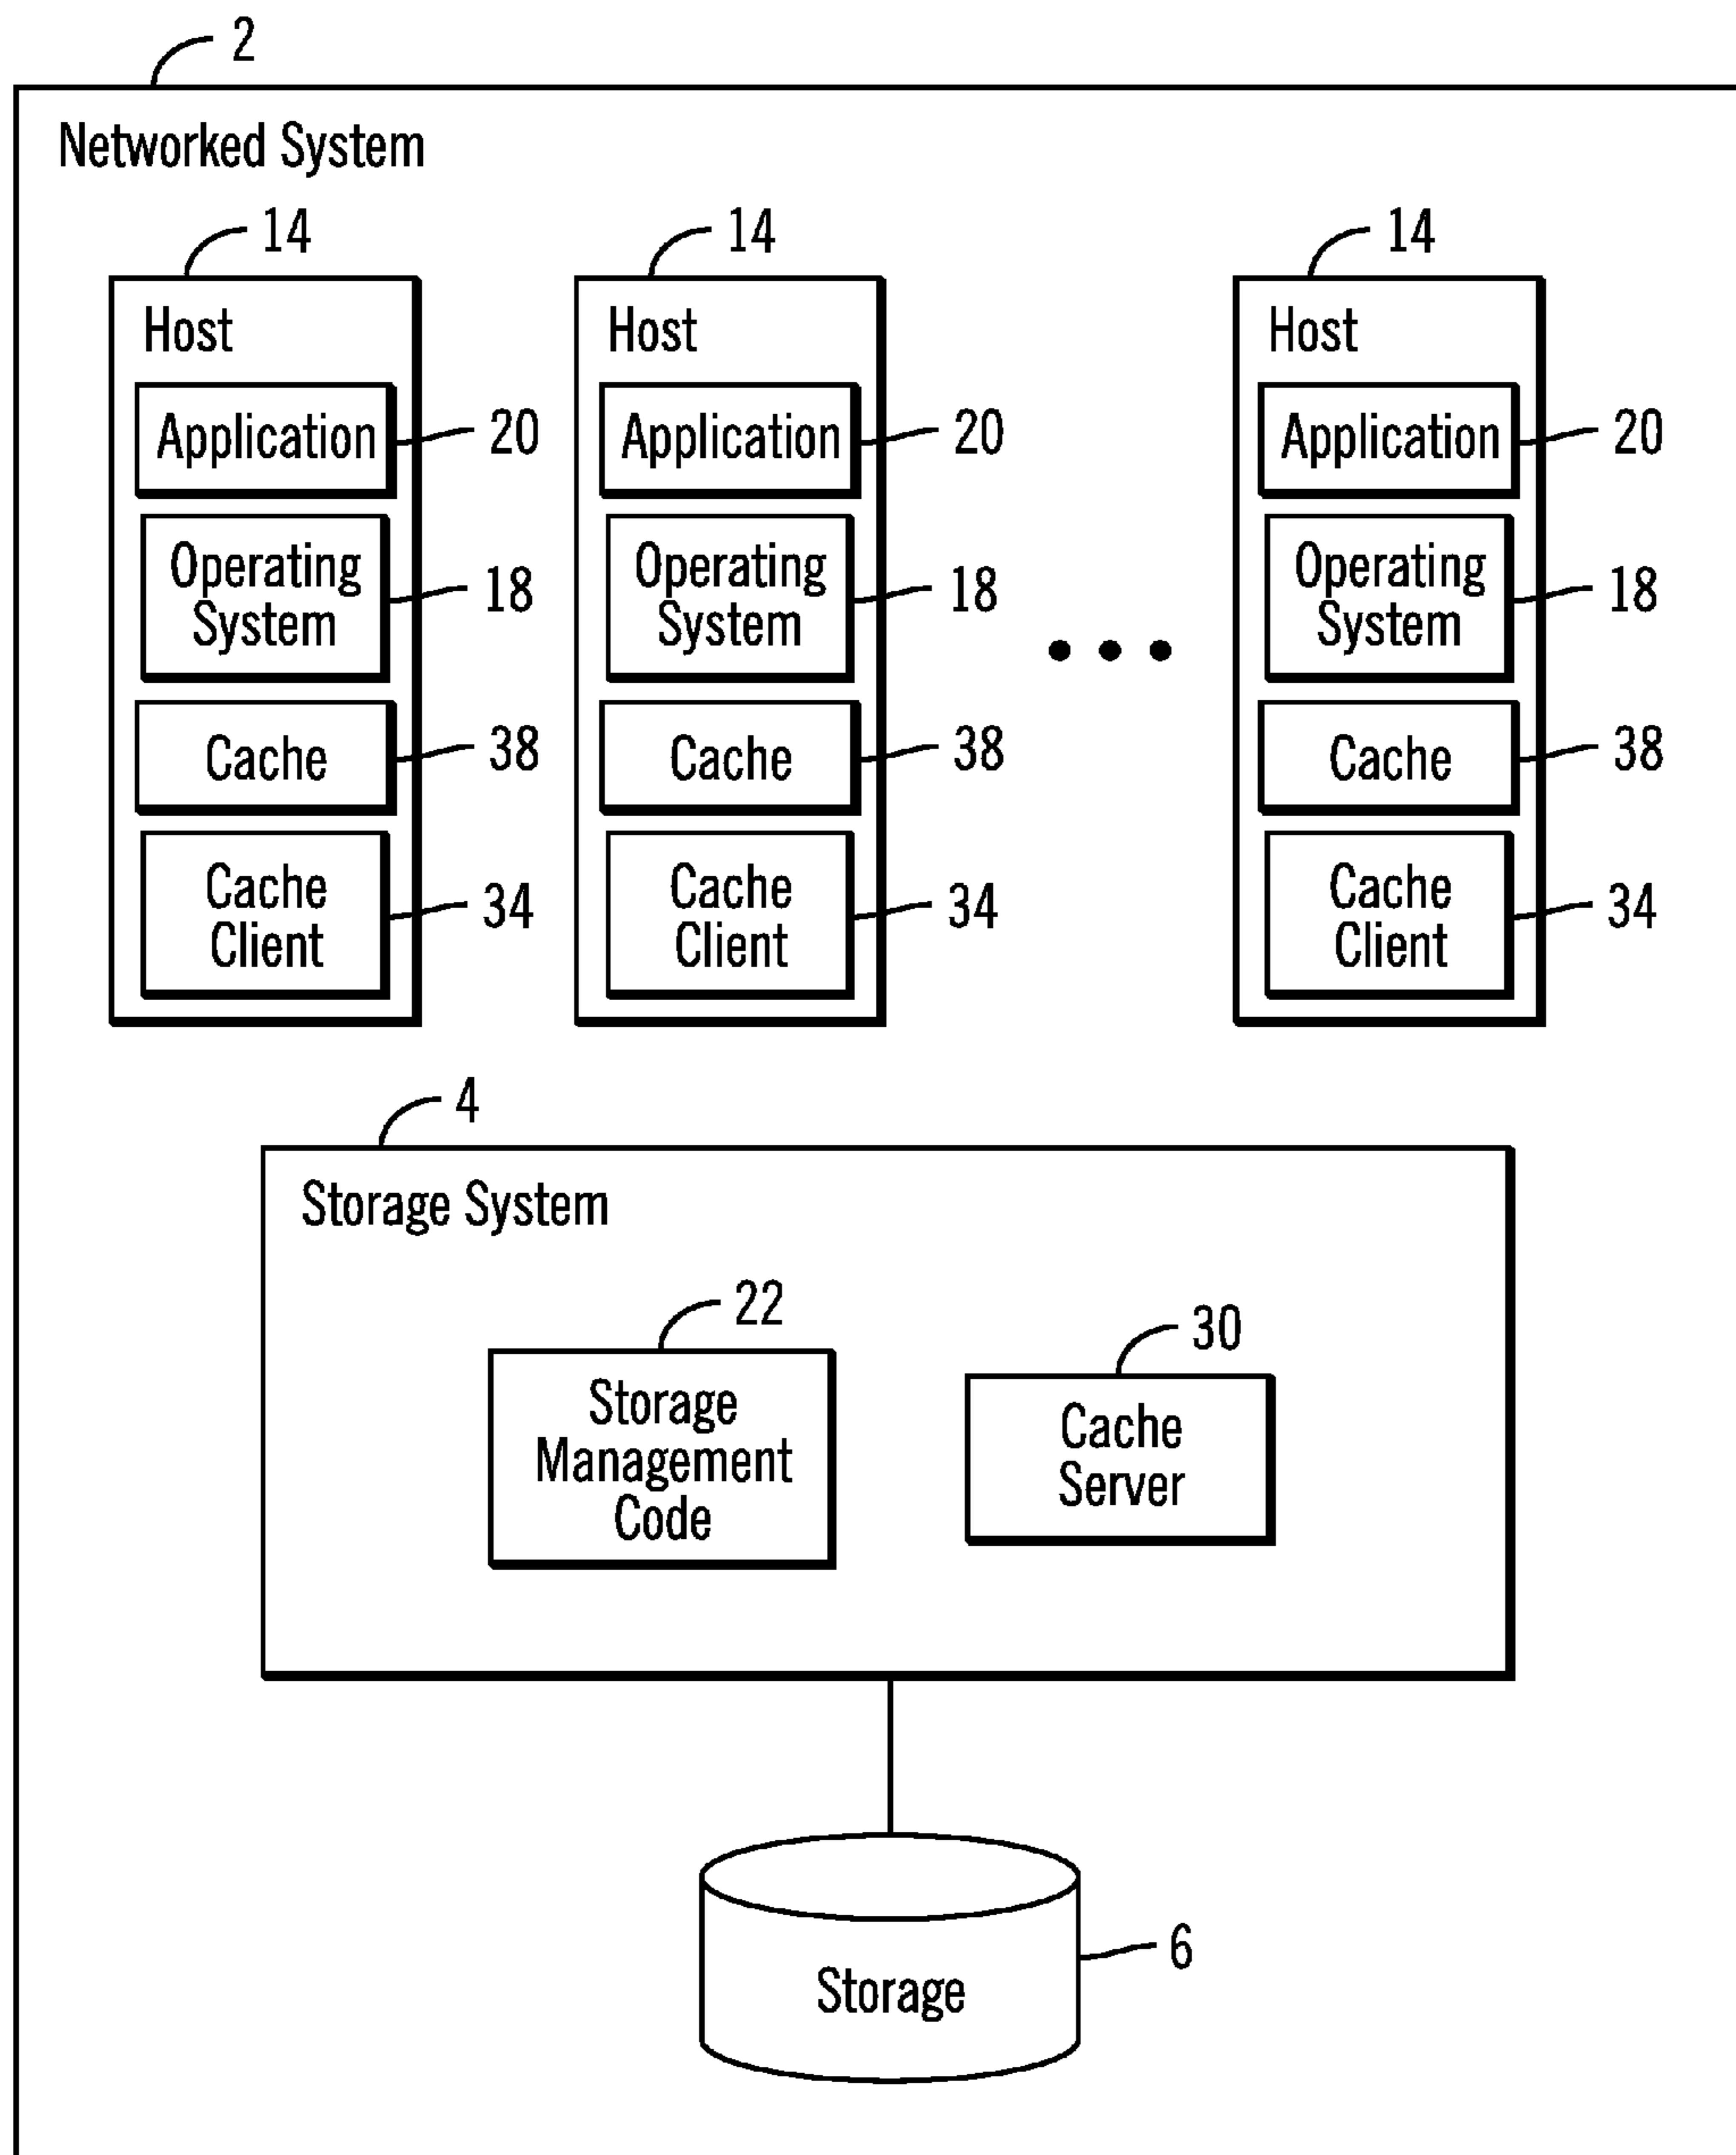 2
Networked System
14
14
14
Host
Host
Host
Application
20
Application
20
Application
20
Operating
System
18
Operating
System
18
Operating
System
18
Cache
38
Cache
38
Cache
38
Cache
Client
34
Cache
Client
34
Cache
Client
34
4
Storage System
22
Storage
Management
Code
30
Cache
Server
Storage
6